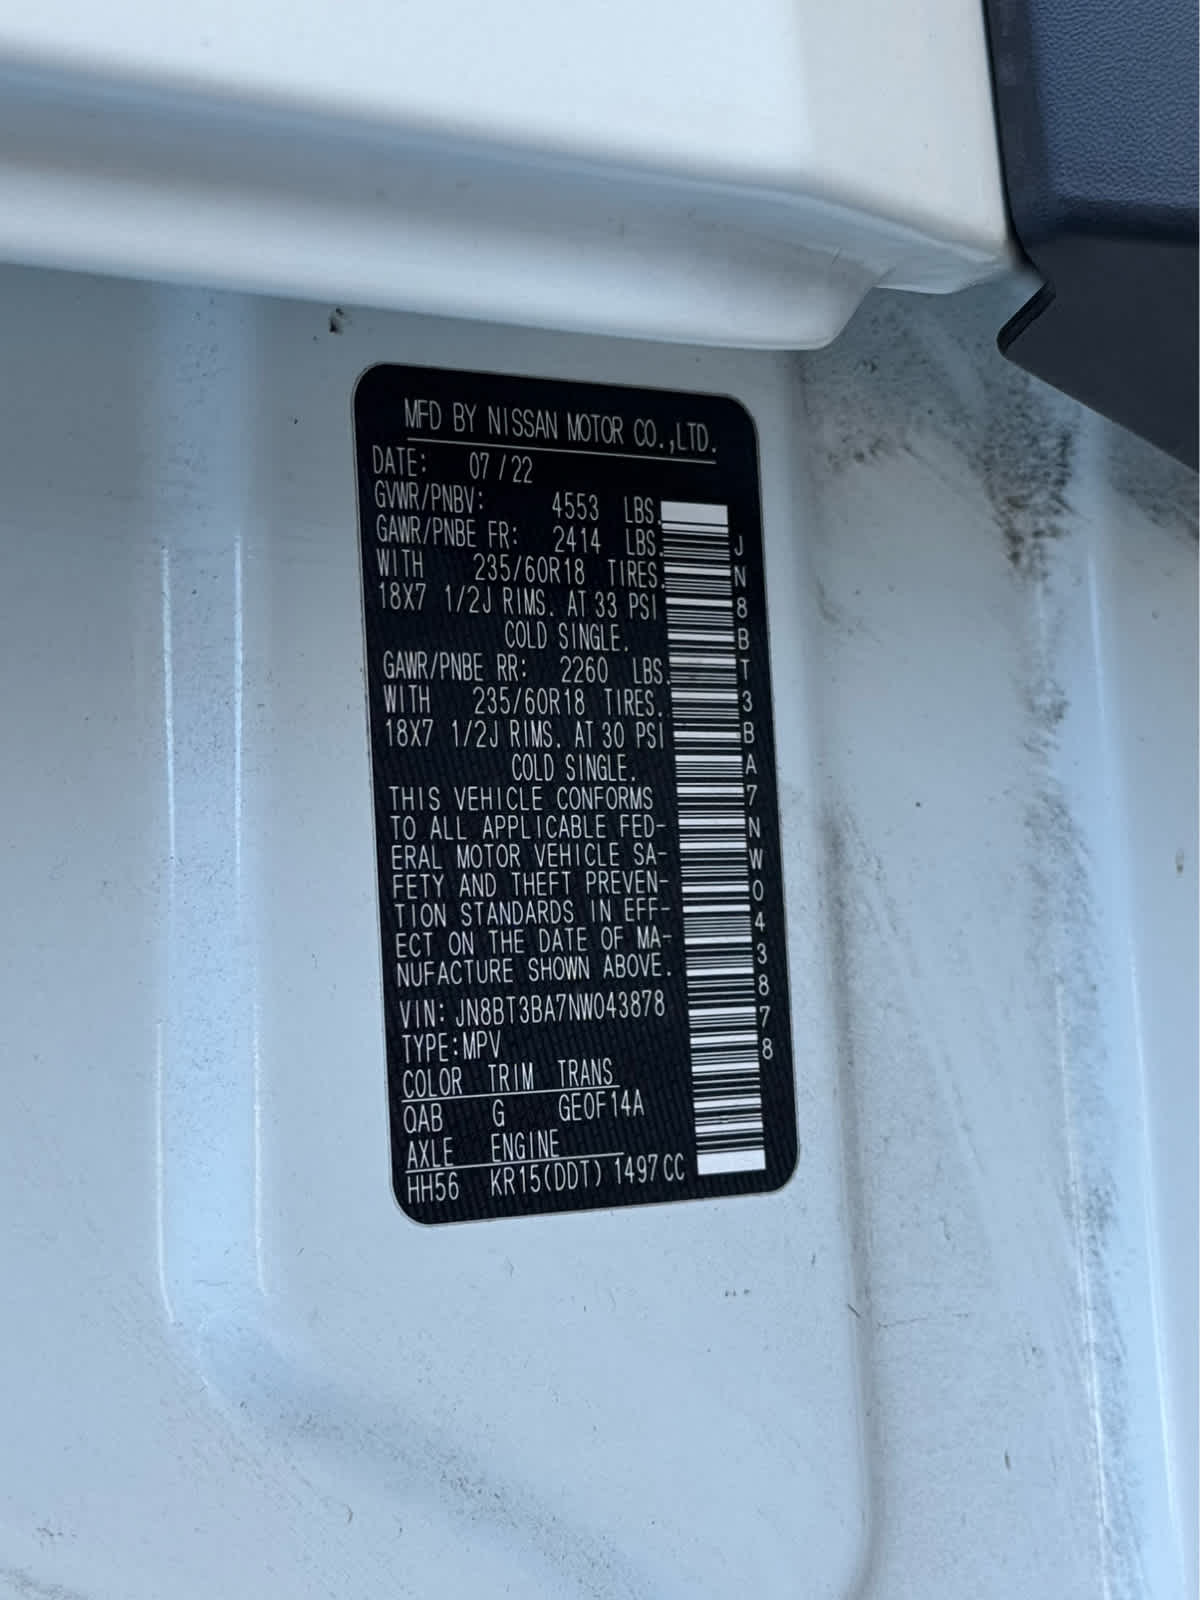 MFD BY NISSAN MOTOR CO.,LTD.
DATE: 07/22
GVWR/PNBV: 4553 LBS.
GAWR/PNBE FR: 2414 LBS.
WITH 235/60R18 TIRES.
18X7 1/2J RIMS. AT 33 PSI
COLD SINGLE.
GAWR/PNBE RR: 2260 LBS.
WITH 235/60R18 TIRES.
18X7 1/2J RIMS. AT 30 PSI
COLD SINGLE.
THIS VEHICLE CONFORMS
TO ALL APPLICABLE FED-
ERAL MOTOR VEHICLE SA-
FETY AND THEFT PREVEN-
TION STANDARDS IN EFF-
ECT ON THE DATE OF MA-
NUFACTURE SHOWN ABOVE.
VIN: JN8BT3BA7NW043878
TYPE:MPV
COLOR TRIM TRANS
QAB G GE0F14A
AXLE ENGINE
HH56 KR15(DDT) 1497CC
JN8BT3BA7NW043878